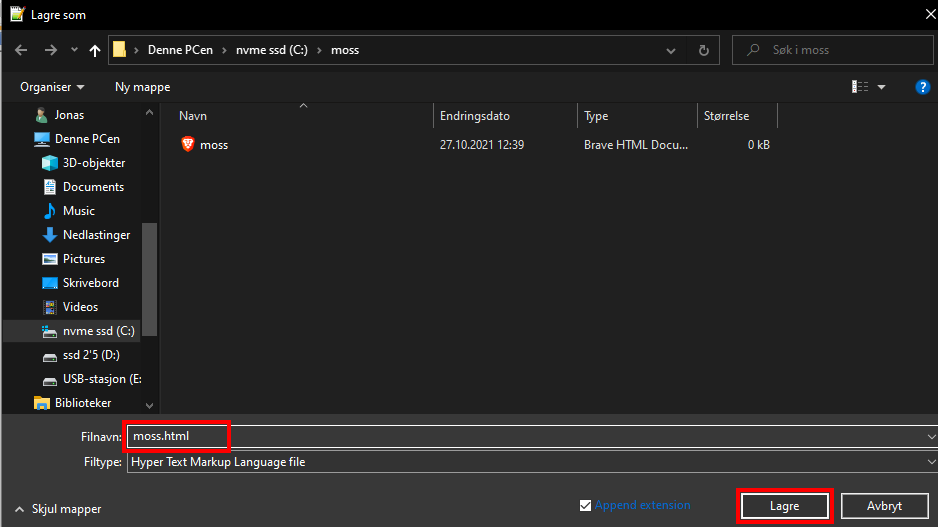 Lagre som
Denne PCen nvme ssd (C:) moss
Søk i moss
Organiser Ny mappe
?
Navn Endringsdato Type Størrelse
moss 27.10.2021 12:39 Brave HTML Docu... 0 kB
Jonas
Denne PCen
3D-objekter
Documents
Music
Nedlastinger
Pictures
Skrivebord
Videos
nvme ssd (C:)
ssd 2'5 (D:)
USB-stasjon (E:
Biblioteker
Filnavn: moss.html
Filtype: Hyper Text Markup Language file
Skjul mapper
Append extension
Lagre
Avbryt